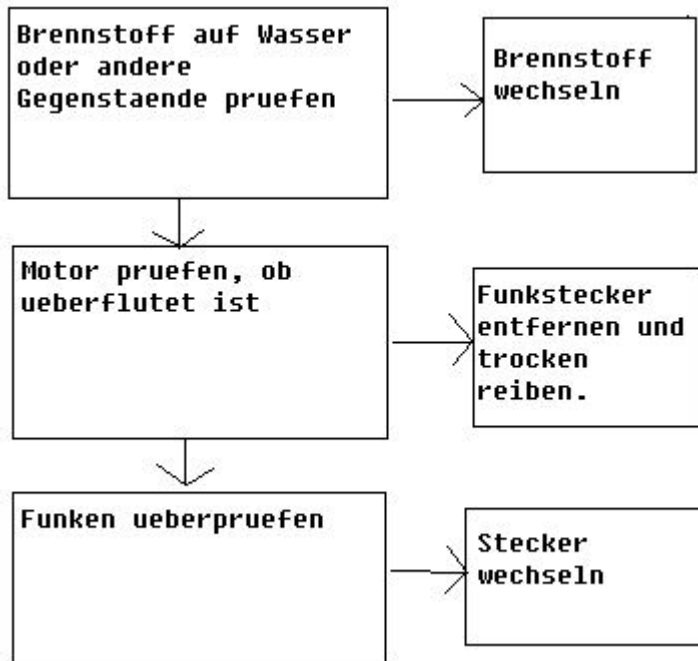 Brennstoff auf Wasser
oder andere
Gegenstaende pruefen
Brennstoff
wechseln
Motor pruefen, ob
ueberflutet ist
Funkstecker
entfernen und
trocken
reiben.
Funken ueberpruefen
Stecker
wechseln